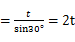 = t/sin30° = 2t